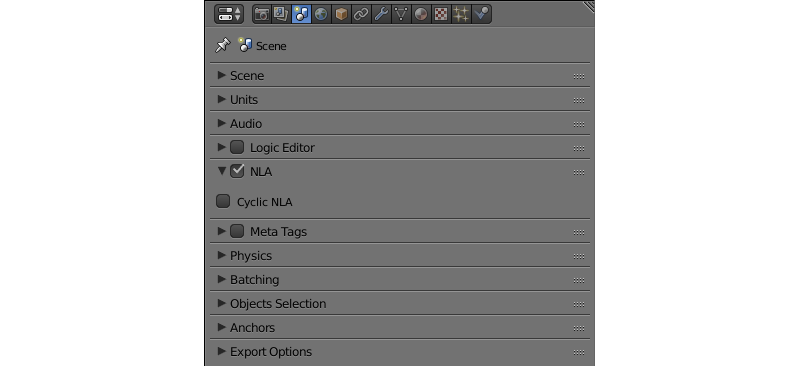 Scene
Scene
Units
Audio
Logic Editor
NLA
Cyclic NLA
Meta Tags
Physics
Batching
Objects Selection
Anchors
Export Options